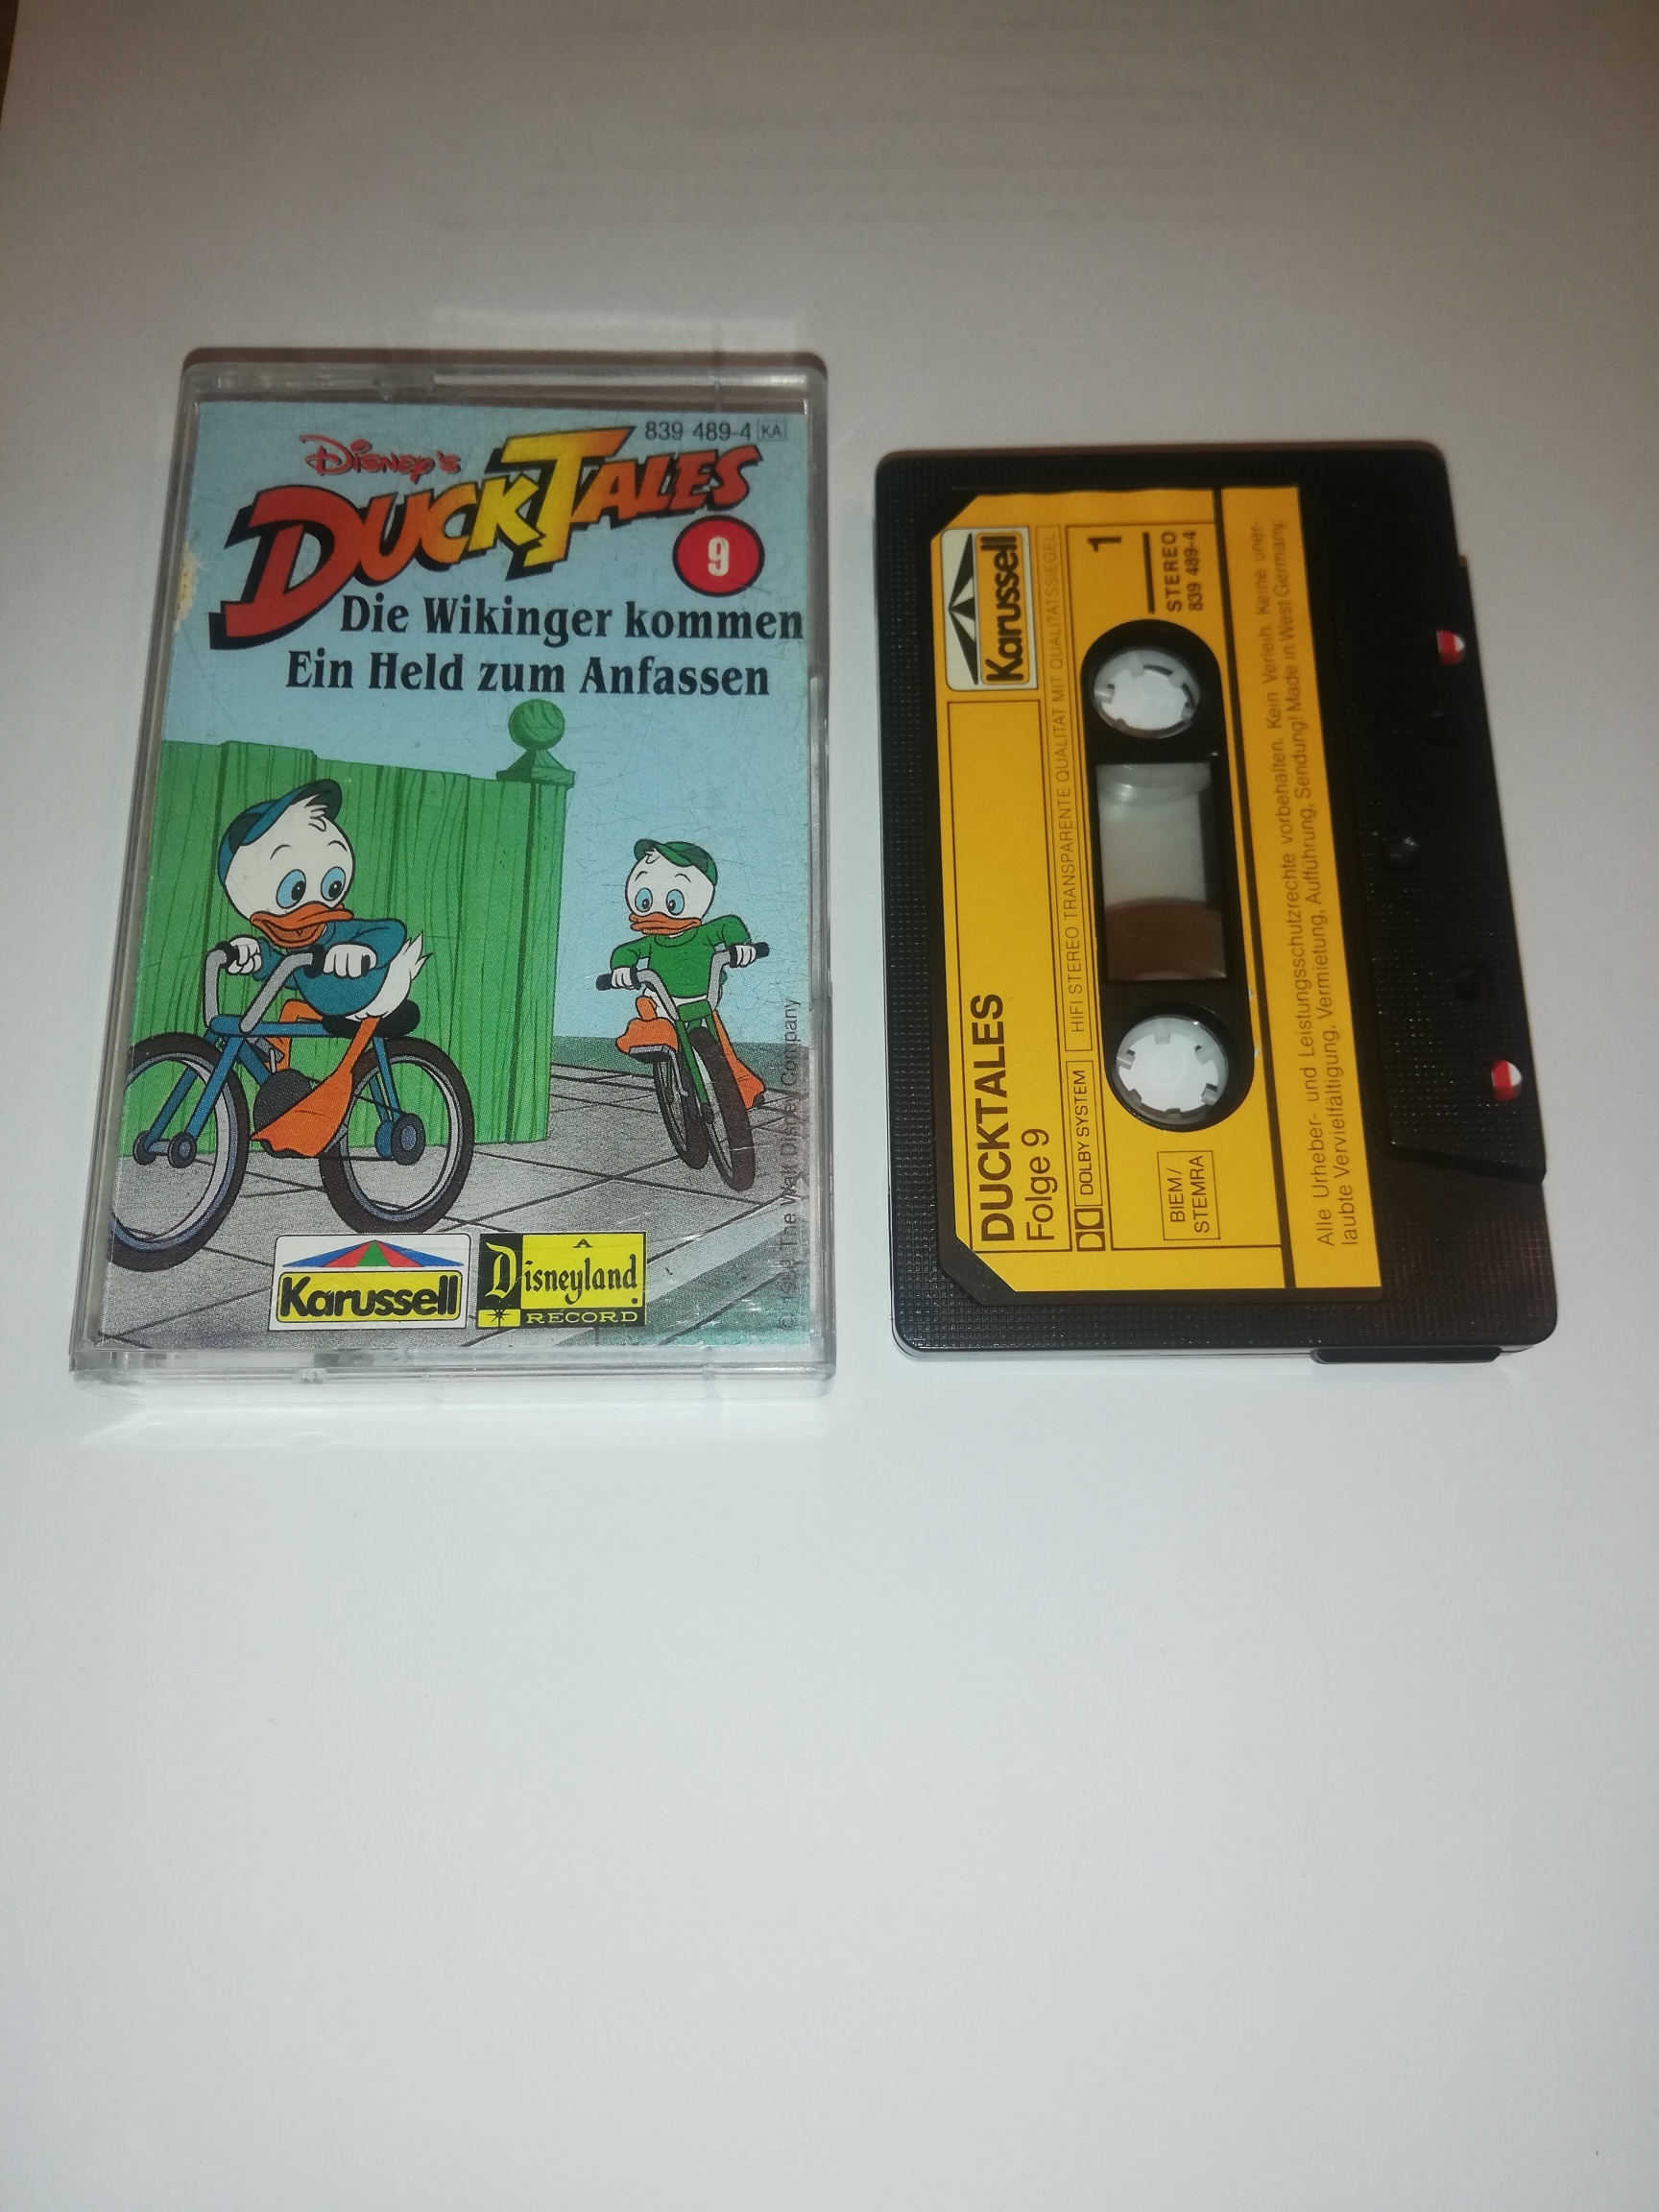 839 489-4 KA
Disney's
DUCKTALES
9
Die Wikinger kommen
Ein Held zum Anfassen
The Walt Disney Company
Karussell
A
Disneyland
RECORD
Karussell
DUCKTALES
Folge 9
DOLBY SYSTEM
HIFI STEREO TRANSPARENTE QUALITÄT MIT QUALITÄTSSIEGEL
1
STEREO
839 489-4
BIEM/
STEMRA
Alle Urheber- und Leistungsschutzrechte vorbehalten. Kein Verleih. Keine uner-
laubte Vervielfältigung, Vermietung, Aufführung, Sendung! Made in West Germany.